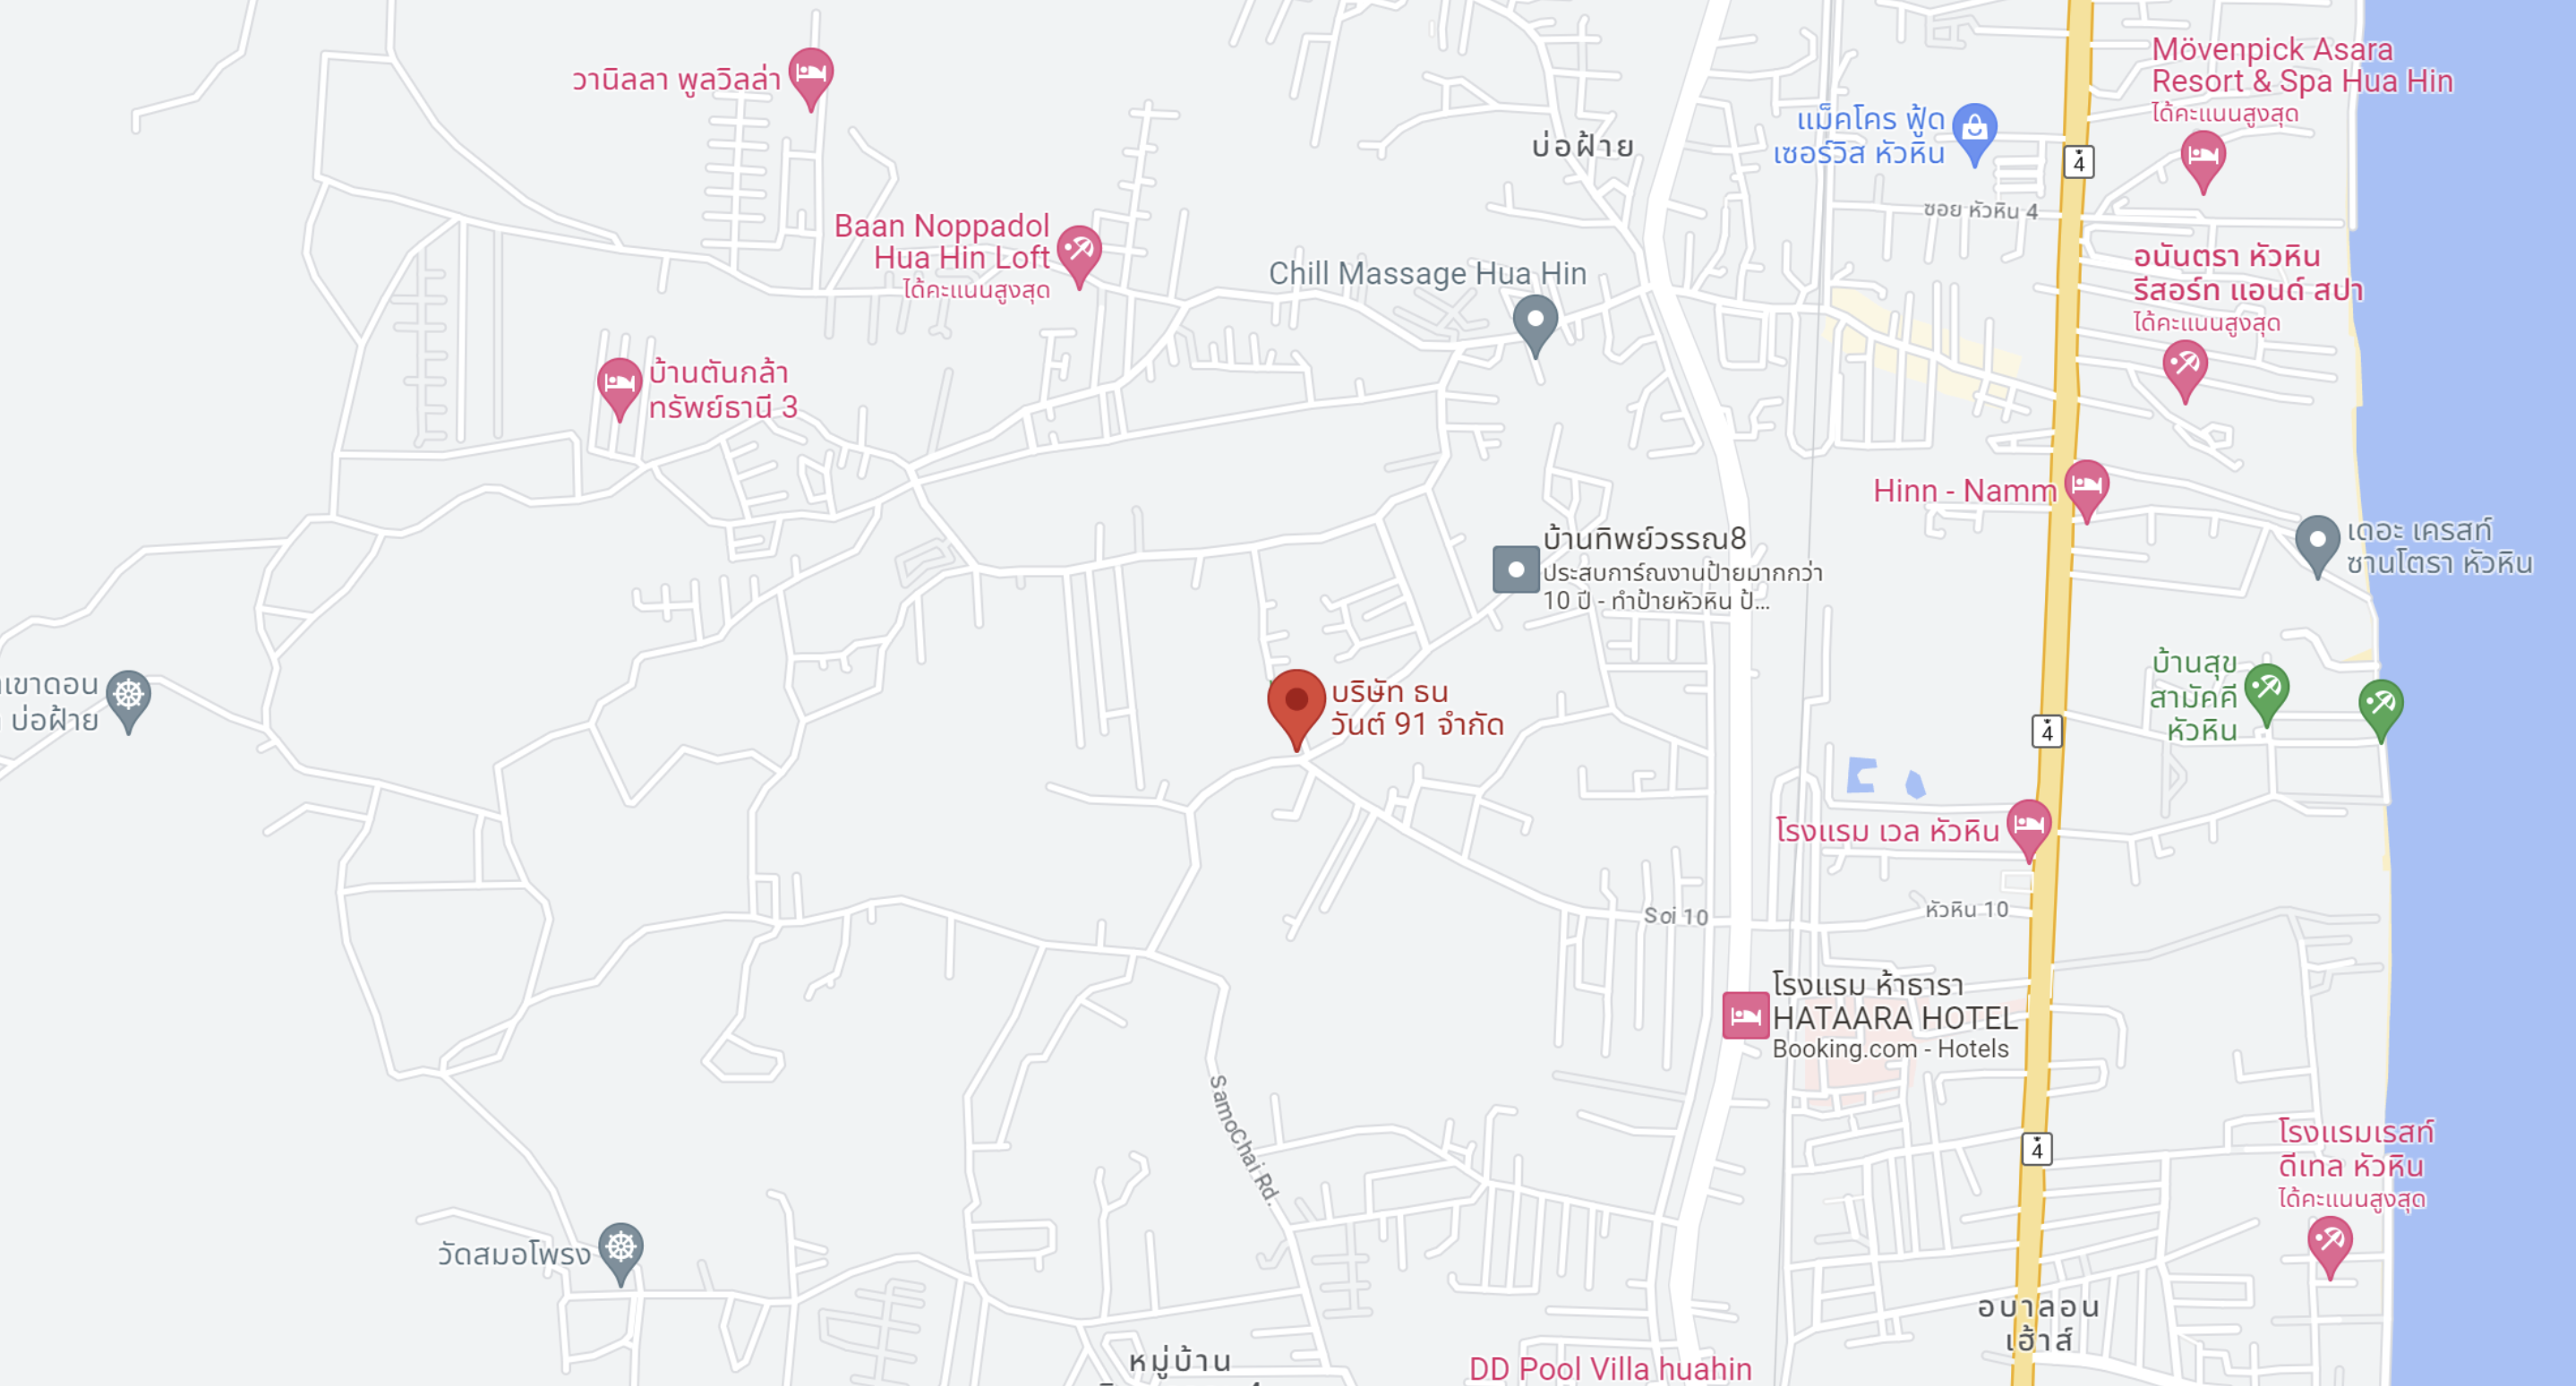 Mövenpick Asara
Resort & Spa Hua Hin
ได้คะแนนสูงสุด
วานิลลา พูลวิลล่า
แม็คโคร ฟู้ด
เซอร์วิส หัวหิน
บ่อฝ้าย
4
ซอย หัวหิน 4
Baan Noppadol
Hua Hin Loft
ได้คะแนนสูงสุด
Chill Massage Hua Hin
อนันตรา หัวหิน
รีสอร์ท แอนด์ สปา
ได้คะแนนสูงสุด
บ้านตันกล้า
ทรัพย์ธานี 3
Hinn - Namm
บ้านทิพย์วรรณ8
ประสบการ์ณงานป้ายมากกว่า
10 ปี - ทำป้ายหัวหิน ป้...
เดอะ เครสท์
ซานโตรา หัวหิน
เขาดอน
บ่อฝ้าย
บริษัท ธน
วันต์ 91 จำกัด
บ้านสุข
สามัคคี
หัวหิน
4
โรงแรม เวล หัวหิน
Soi 10
หัวหิน 10
โรงแรม ห้าธารา
HATAARA HOTEL
Booking.com - Hotels
SamoChai Rd.
4
โรงแรมเรสท์
ดีเทล หัวหิน
ได้คะแนนสูงสุด
วัดสมอโพรง
อบาลอน
เฮ้าส์
หมู่บ้าน
DD Pool Villa huahin